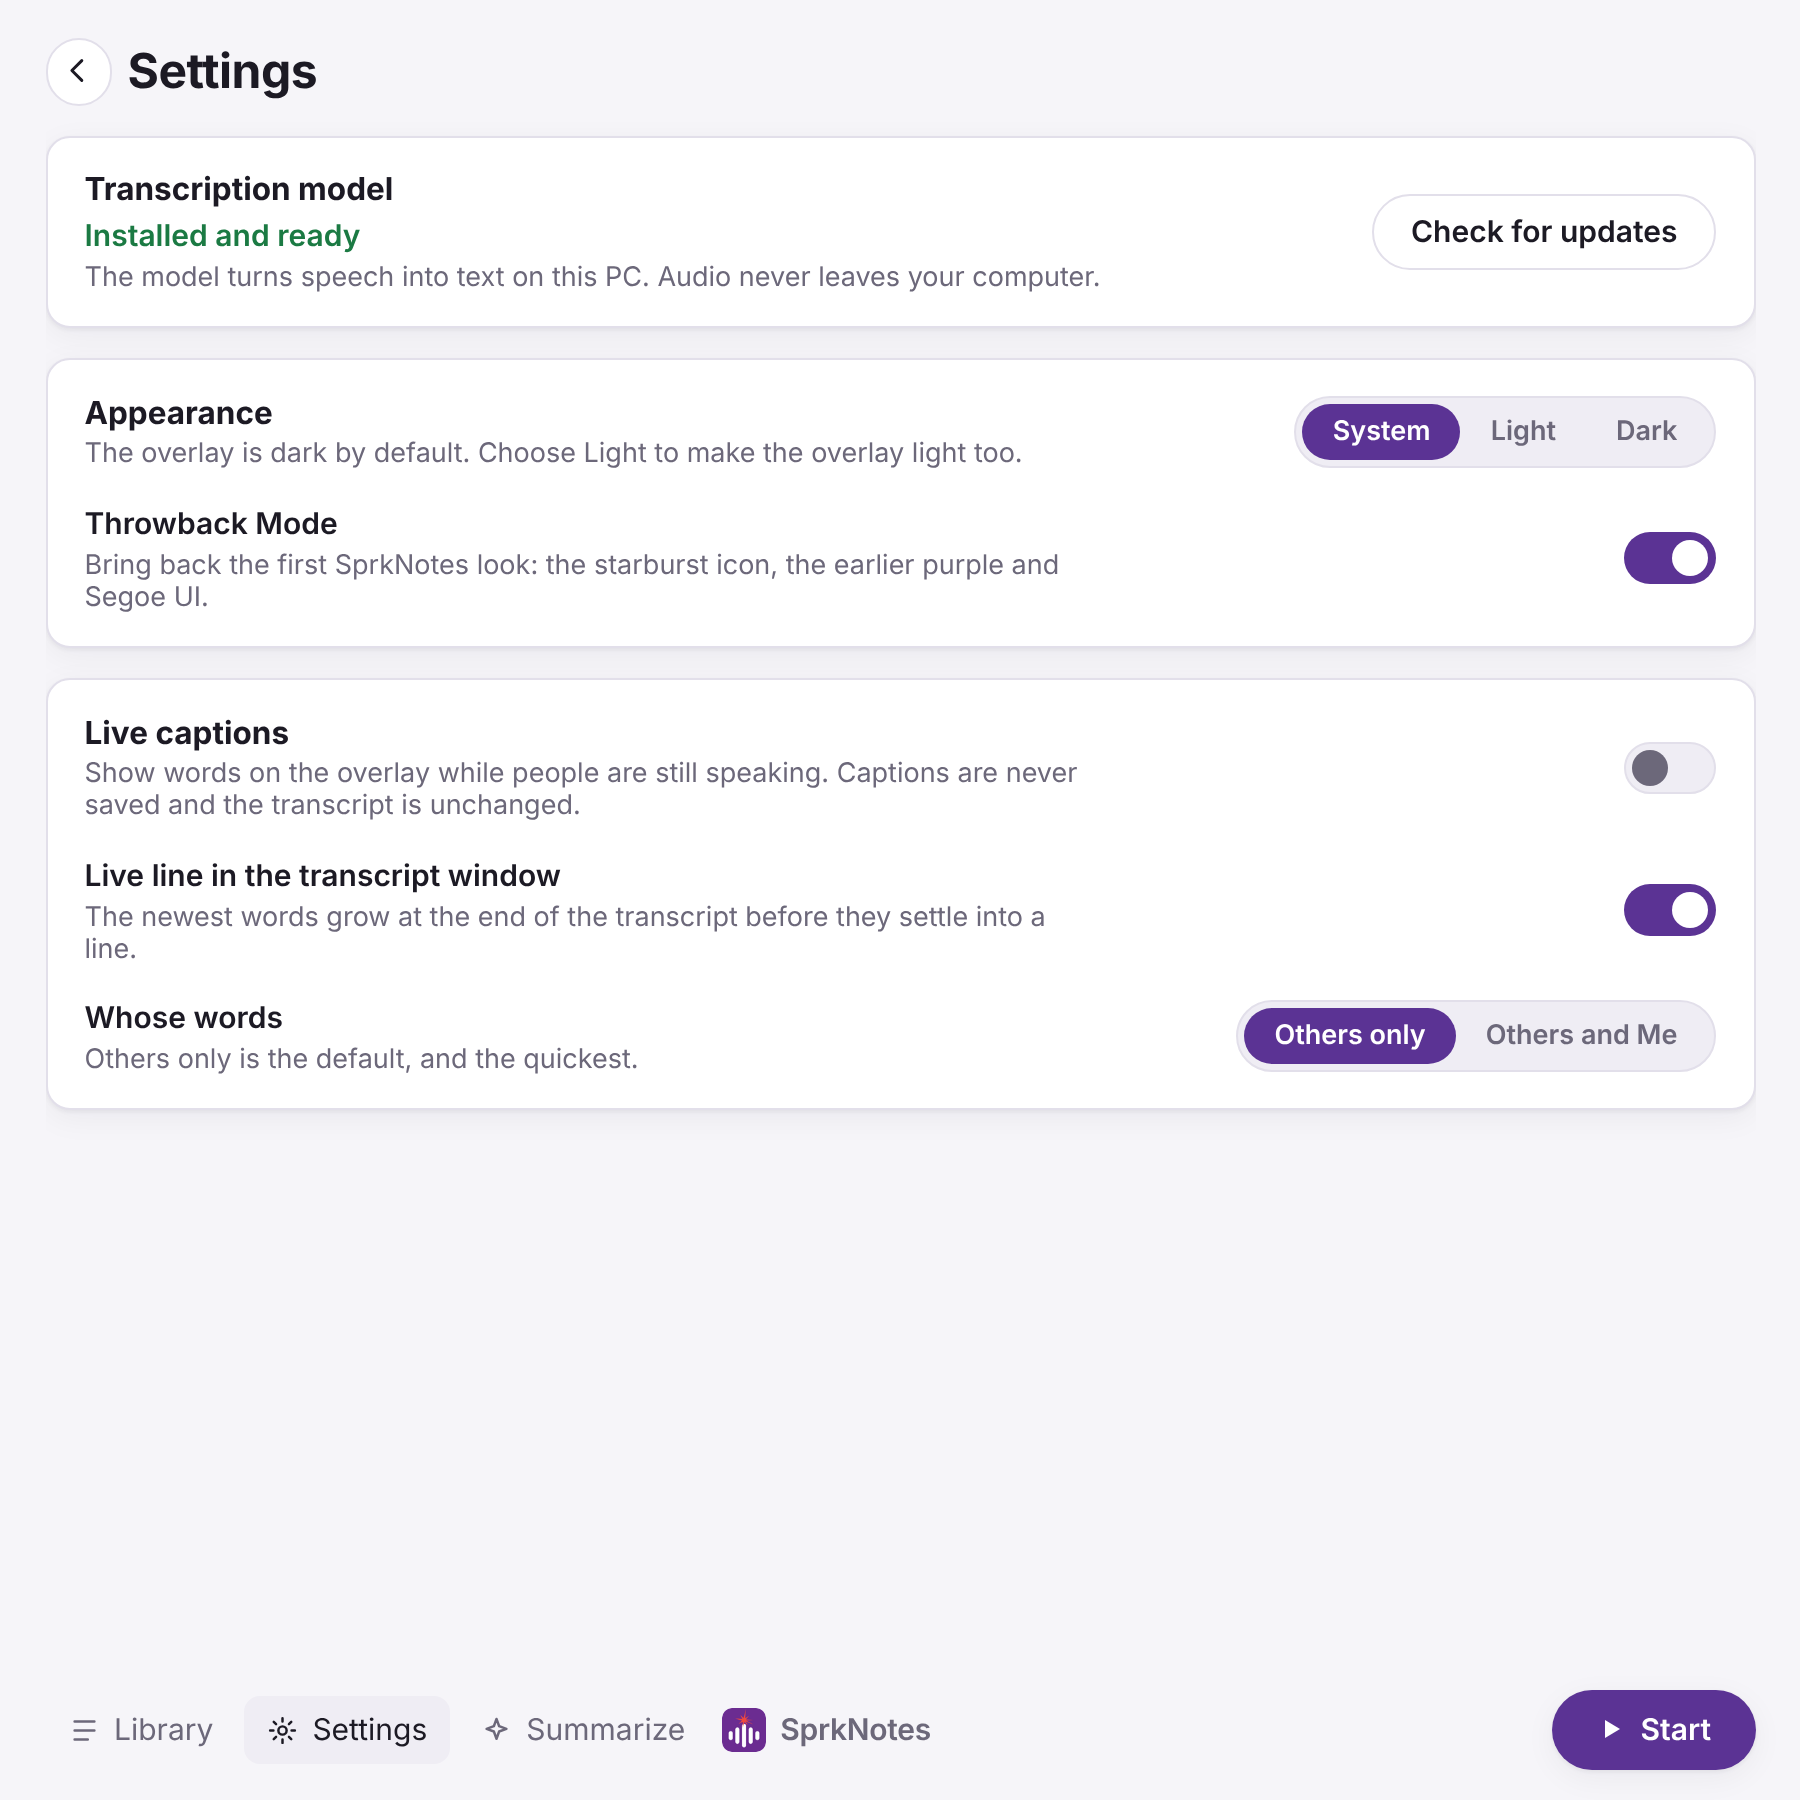 Settings
Transcription model
Installed and ready
The model turns speech into text on this PC. Audio never leaves your computer.
Check for updates
Appearance
The overlay is dark by default. Choose Light to make the overlay light too.
System
Light
Dark
Throwback Mode
Bring back the first SprkNotes look: the starburst icon, the earlier purple and
Segoe UI.
Live captions
Show words on the overlay while people are still speaking. Captions are never
saved and the transcript is unchanged.
Live line in the transcript window
The newest words grow at the end of the transcript before they settle into a
line.
Whose words
Others only is the default, and the quickest.
Others only
Others and Me
Library
Settings
Summarize
SprkNotes
Start